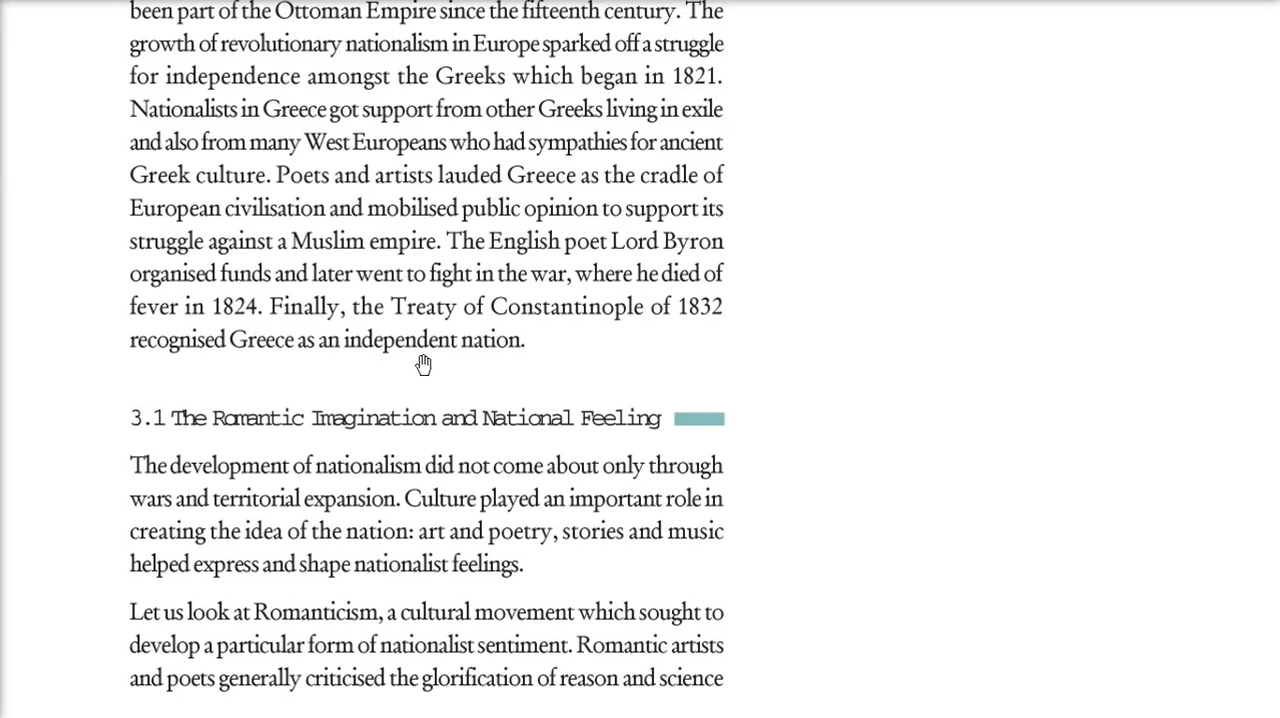 been part of the Ottoman Empire since the fifteenth century. The
growth of revolutionary nationalism in Europe sparked off a struggle
for independence amongst the Greeks which began in 1821.
Nationalists in Greece got support from other Greeks living in exile
and also from many West Europeans who had sympathies for ancient
Greek culture. Poets and artists lauded Greece as the cradle of
European civilisation and mobilised public opinion to support its
struggle against a Muslim empire. The English poet Lord Byron
organised funds and later went to fight in the war, where he died of
fever in 1824. Finally, the Treaty of Constantinople of 1832
recognised Greece as an independent nation.
3.1 The Romantic Imagination and National Feeling
The development of nationalism did not come about only through
wars and territorial expansion. Culture played an important role in
creating the idea of the nation: art and poetry, stories and music
helped express and shape nationalist feelings.
Let us look at Romanticism, a cultural movement which sought to
develop a particular form of nationalist sentiment. Romantic artists
and poets generally criticised the glorification of reason and science